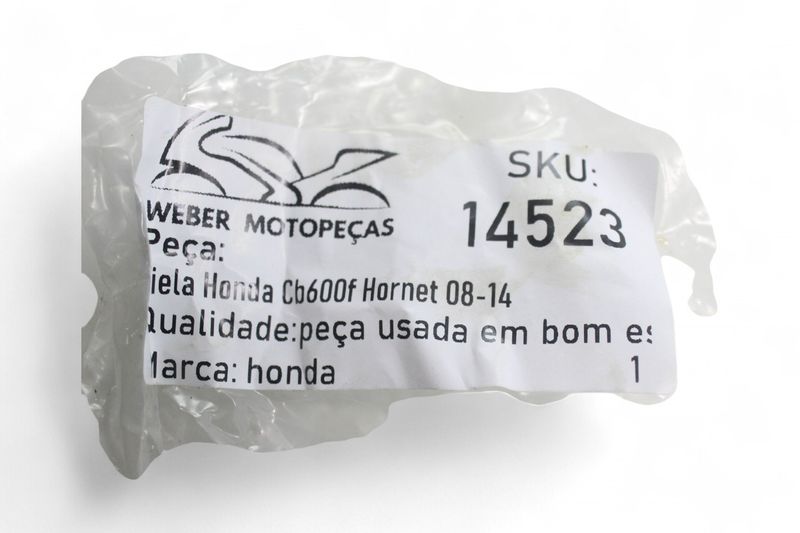 WEBER MOTOPEÇAS
SKU:
14523
Peça:
iela Honda Cb600f Hornet 08-14
Qualidade:peça usada em bom es
Marca: honda
1